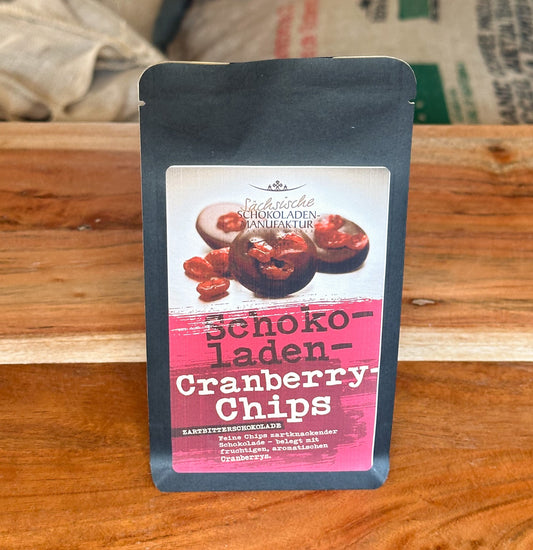 Sächsische
SCHOKOLADEN-
MANUFAKTUR
Schoko-
laden-
Cranberry-
Chips
ZARTBITTERSCHOKOLADE
Feine Chips zartknackender
Schokolade - belegt mit
fruchtigen, aromatischen
Cranberrys.